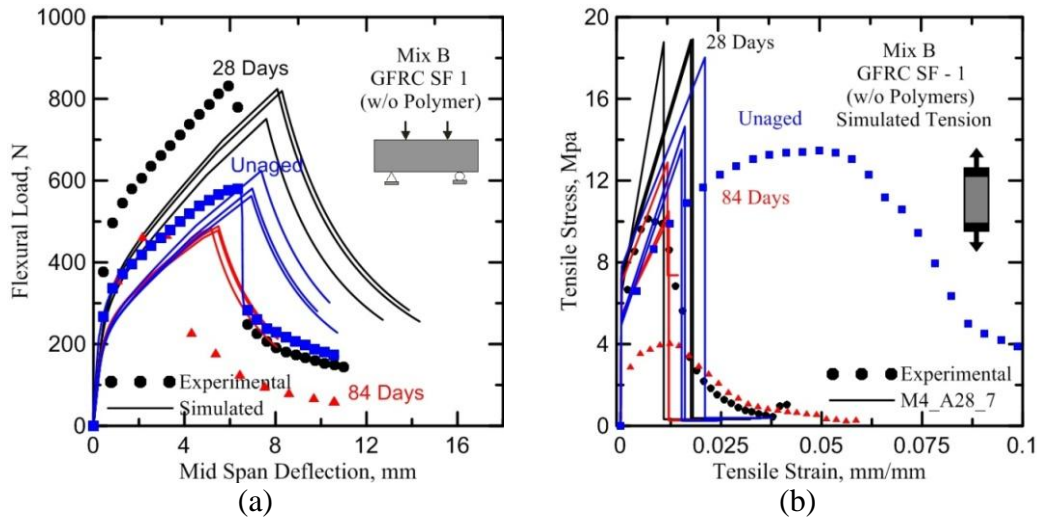 1000
800
600
400
200
0
Flexural Load, N
28 Days
Mix B
GFRC SF 1
(w/o Polymer)
Unaged
Experimental
Simulated
84 Days
0
4
8
12
16
Mid Span Deflection, mm
(a)
20
16
12
8
4
0
Tensile Stress, Mpa
28 Days
Mix B
GFRC SF - 1
(w/o Polymers)
Simulated Tension
Unaged
84 Days
Experimental
M4_A28_7
0
0.025
0.05
0.075
0.1
Tensile Strain, mm/mm
(b)